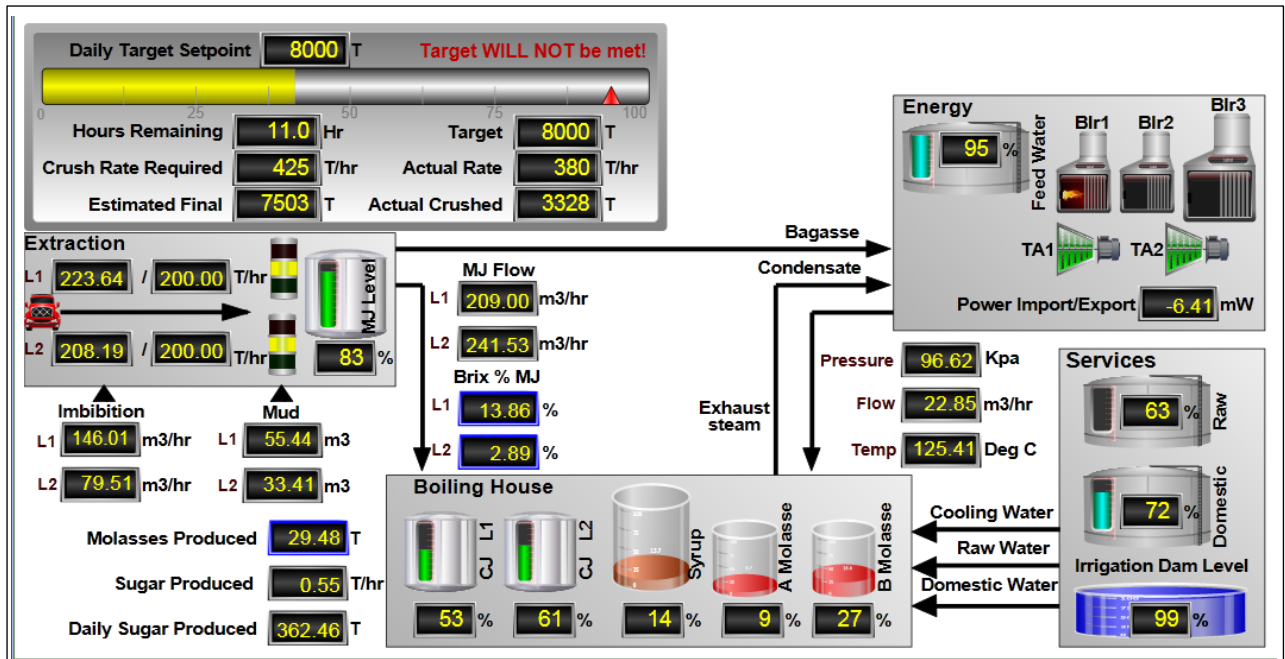 Daily Target Setpoint 8000 T Target WILL NOT be met!
0 25 50 75 100
Hours Remaining 11.0 Hr Target 8000 T
Crush Rate Required 425 T/hr Actual Rate 380 T/hr
Estimated Final 7503 T Actual Crushed 3328 T
Extraction
L1 223.64 / 200.00 T/hr
L2 208.19 / 200.00 T/hr
MJ Level
83 %
Imbibition
L1 146.01 m3/hr
L2 79.51 m3/hr
Mud
L1 55.44 m3
L2 33.41 m3
MJ Flow
L1 209.00 m3/hr
L2 241.53 m3/hr
Brix % MJ
L1 13.86 %
L2 2.89 %
Bagasse
Condensate
Exhaust
steam
Energy
95 %
Feed Water
Blr1 Blr2 Blr3
TA1 TA2
Power Import/Export -6.41 mW
Pressure 96.62 Kpa
Flow 22.85 m3/hr
Temp 125.41 Deg C
Services
63 % Raw
72 % Domestic
Irrigation Dam Level
99 %
Cooling Water
Raw Water
Domestic Water
Molasses Produced 29.48 T
Sugar Produced 0.55 T/hr
Daily Sugar Produced 362.46 T
Boiling House
CJ L1
53 %
CJ L2
61 %
Syrup
14 %
A Molasse
9 %
B Molasse
27 %